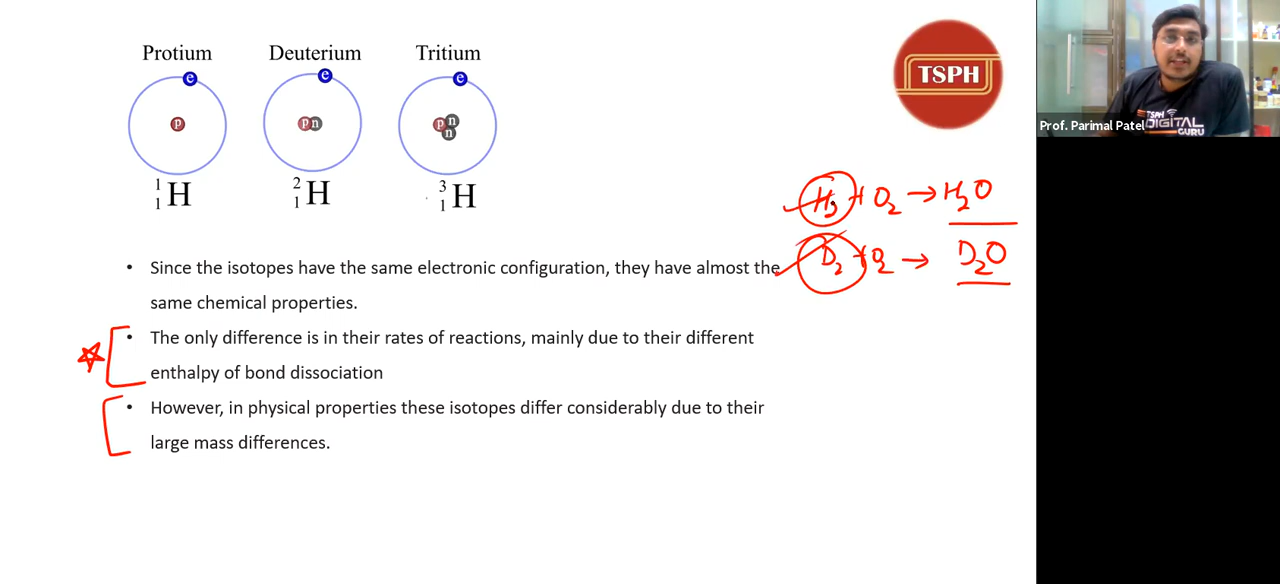 Protium Deuterium Tritium
e e e
p pn p n n
1 1 H 2 1 H 3 1 H
TSPH
Prof. Parimal Patel
TSPH
DIGITAL
GURU
H2 + O2 → H2O
D2 + O2 → D2O
• Since the isotopes have the same electronic configuration, they have almost the
same chemical properties.
• The only difference is in their rates of reactions, mainly due to their different
enthalpy of bond dissociation
• However, in physical properties these isotopes differ considerably due to their
large mass differences.